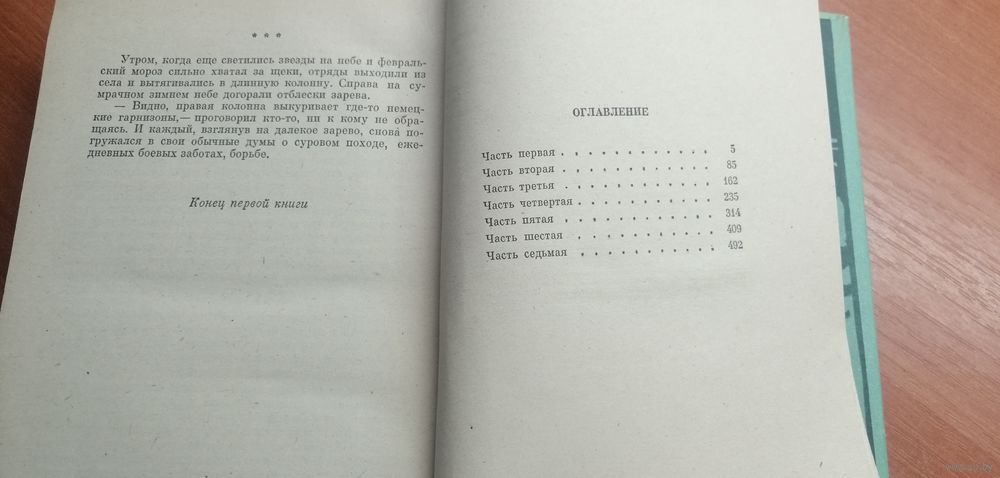 * * *
Утром, когда еще светились звезды на небе и февраль-
ский мороз сильно хватал за щеки, отряды выходили из
села и вытягивались в длинную колонну. Справа на су-
мрачном зимнем небе догорали отблески зарева.
— Видно, правая колонна выкуривает где-то немец-
кие гарнизоны,— проговорил кто-то, ни к кому не обра-
щаясь. И каждый, взглянув на далекое зарево, снова по-
гружался в свои обычные думы о суровом походе, еже-
дневных боевых заботах, борьбе.
Конец первой книги
ОГЛАВЛЕНИЕ
Часть первая . . . . . . . . . . . . 5
Часть вторая . . . . . . . . . . . . 85
Часть третья . . . . . . . . . . . . 162
Часть четвертая . . . . . . . . . . . 235
Часть пятая . . . . . . . . . . . . 314
Часть шестая . . . . . . . . . . . 409
Часть седьмая . . . . . . . . . . . 492